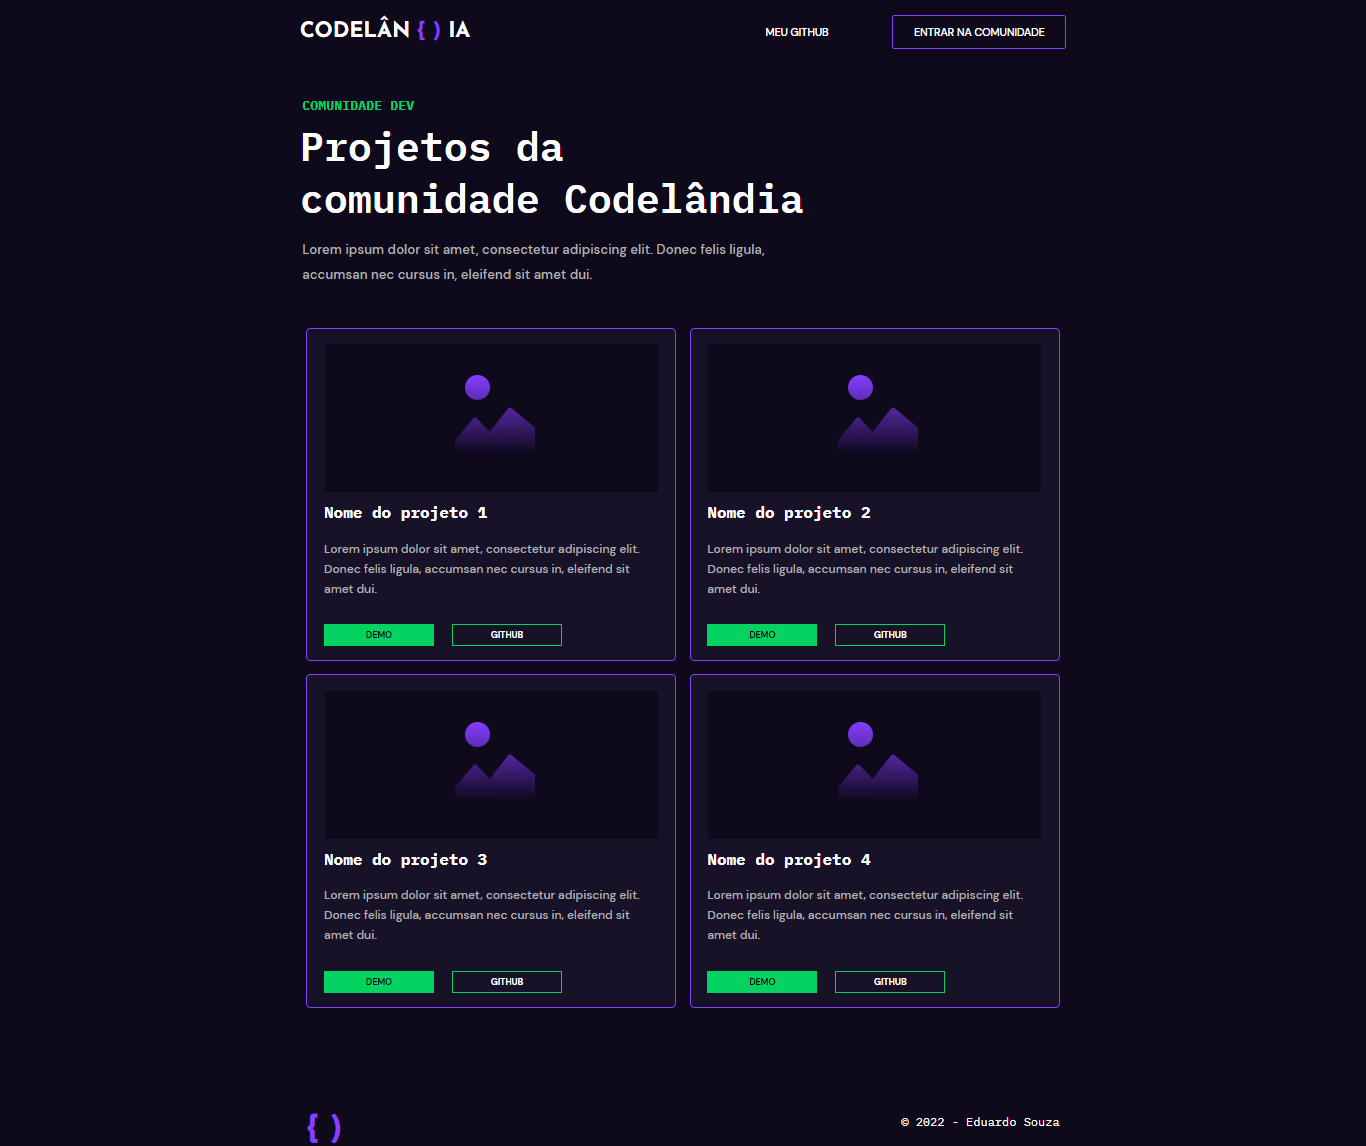 CODELÂN { ) IA
MEU GITHUB
ENTRAR NA COMUNIDADE
COMUNIDADE DEV
Projetos da
comunidade Codelândia
Lorem ipsum dolor sit amet, consectetur adipiscing elit. Donec felis ligula,
accumsan nec cursus in, eleifend sit amet dui.
Nome do projeto 1
Lorem ipsum dolor sit amet, consectetur adipiscing elit.
Donec felis ligula, accumsan nec cursus in, eleifend sit
amet dui.
DEMO
GITHUB
Nome do projeto 2
Lorem ipsum dolor sit amet, consectetur adipiscing elit.
Donec felis ligula, accumsan nec cursus in, eleifend sit
amet dui.
DEMO
GITHUB
Nome do projeto 3
Lorem ipsum dolor sit amet, consectetur adipiscing elit.
Donec felis ligula, accumsan nec cursus in, eleifend sit
amet dui.
DEMO
GITHUB
Nome do projeto 4
Lorem ipsum dolor sit amet, consectetur adipiscing elit.
Donec felis ligula, accumsan nec cursus in, eleifend sit
amet dui.
DEMO
GITHUB
{ )
© 2022 - Eduardo Souza